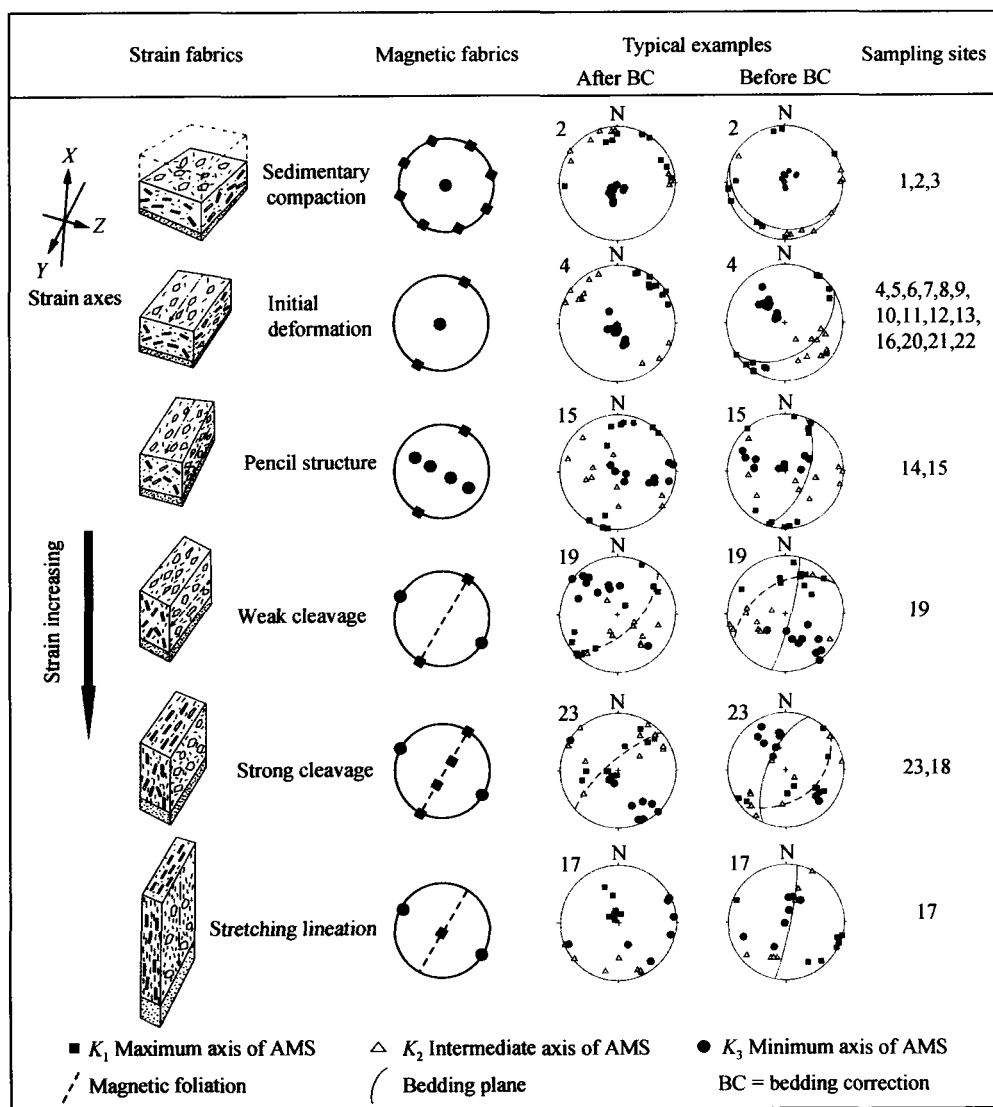 Strain fabrics
Magnetic fabrics
Typical examples
After BC
Before BC
Sampling sites
X
Z
Y
Strain axes
Strain increasing
Sedimentary
compaction
N
2
N
2
1,2,3
Initial
deformation
N
4
N
4
4,5,6,7,8,9,
10,11,12,13,
16,20,21,22
Pencil structure
N
15
N
15
14,15
Weak cleavage
N
19
N
19
19
Strong cleavage
N
23
N
23
23,18
Stretching lineation
N
17
N
17
17
K1 Maximum axis of AMS
K2 Intermediate axis of AMS
K3 Minimum axis of AMS
Magnetic foliation
Bedding plane
BC = bedding correction